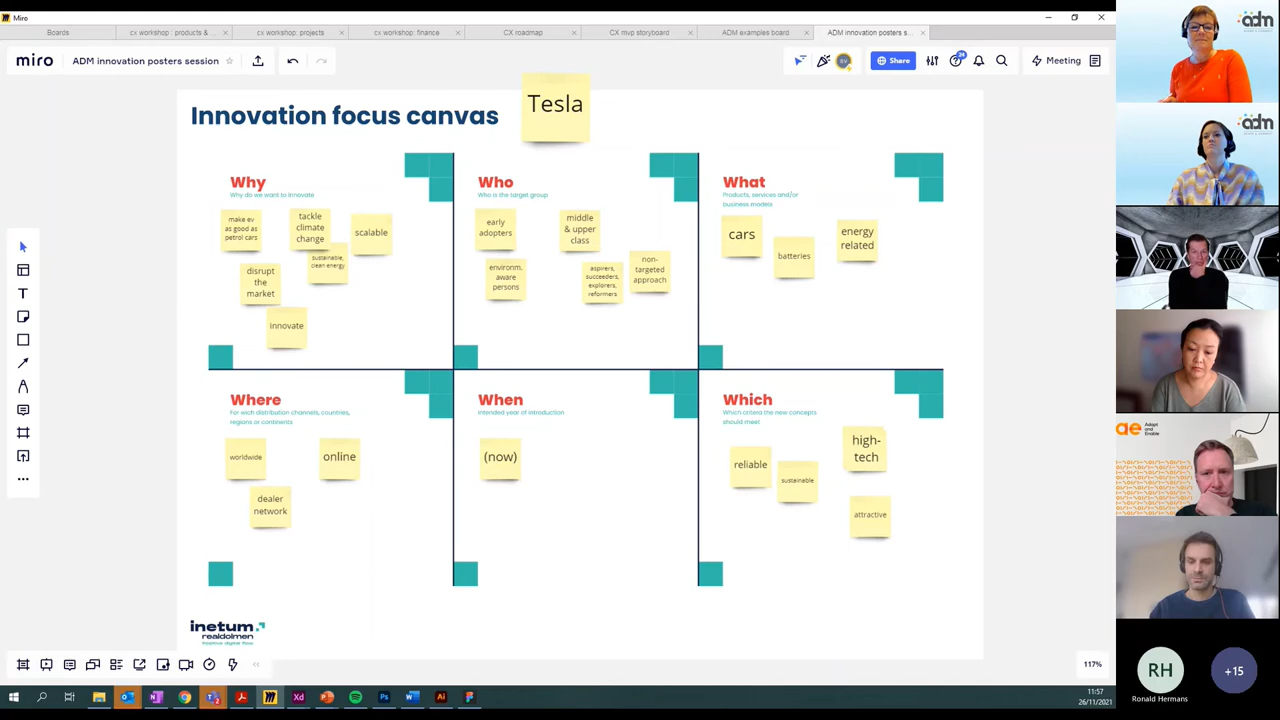 Miro
Boards
cx workshop : products & ...
cx workshop; projects
cx workshop; finance
CX roadmap
CX mvp storyboard
ADM examples board
ADM innovation posters s...
miro
ADM innovation posters session
Share
Meeting
Innovation focus canvas
Tesla
Why
Why do we want to innovate
make ev
as good as
petrol cars
tackle
climate
change
scalable
sustainable,
clean energy
disrupt
the
market
innovate
Who
Who is the target group
early
adopters
middle
& upper
class
environm.
aware
persons
aspirers,
succeeders,
explorers,
reformers
non-
targeted
approach
What
Products, services and/or
business models
cars
batteries
energy
related
Where
For wich distribution channels, countries,
regions or continents
worldwide
online
dealer
network
When
Intended year of introduction
(now)
Which
Which criteria the new concepts
should meet
reliable
sustainable
high-
tech
attractive
inetum
realdolmen
Positive digital flow
117%
11:57
26/11/2021
adm
adm
ae
Adapt and
Enable
RH
Ronald Hermans
+15